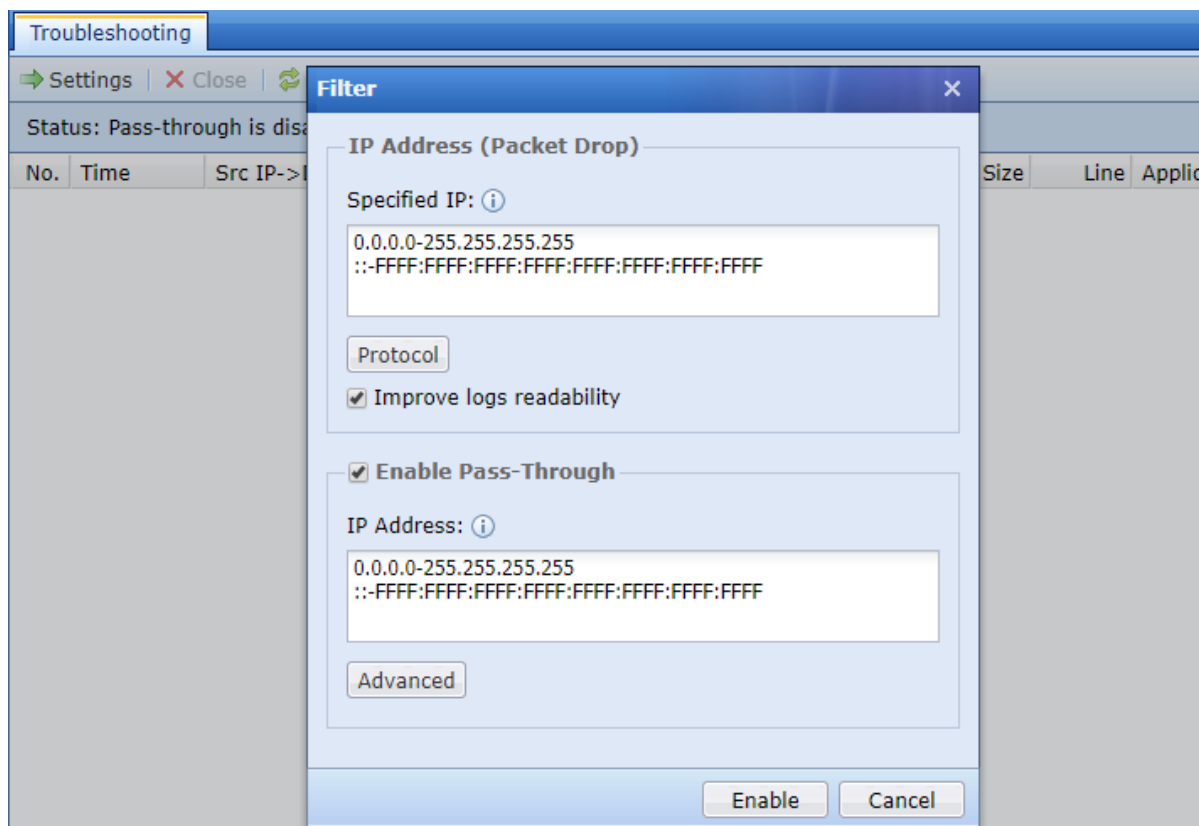 Troubleshooting
Settings Close
Filter
Status: Pass-through is disa
No. Time Src IP-> Size Line Applic
IP Address (Packet Drop)
Specified IP:
0.0.0.0-255.255.255.255
::-FFFF:FFFF:FFFF:FFFF:FFFF:FFFF:FFFF:FFFF
Protocol
Improve logs readability
Enable Pass-Through
IP Address:
0.0.0.0-255.255.255.255
::-FFFF:FFFF:FFFF:FFFF:FFFF:FFFF:FFFF:FFFF
Advanced
Enable Cancel